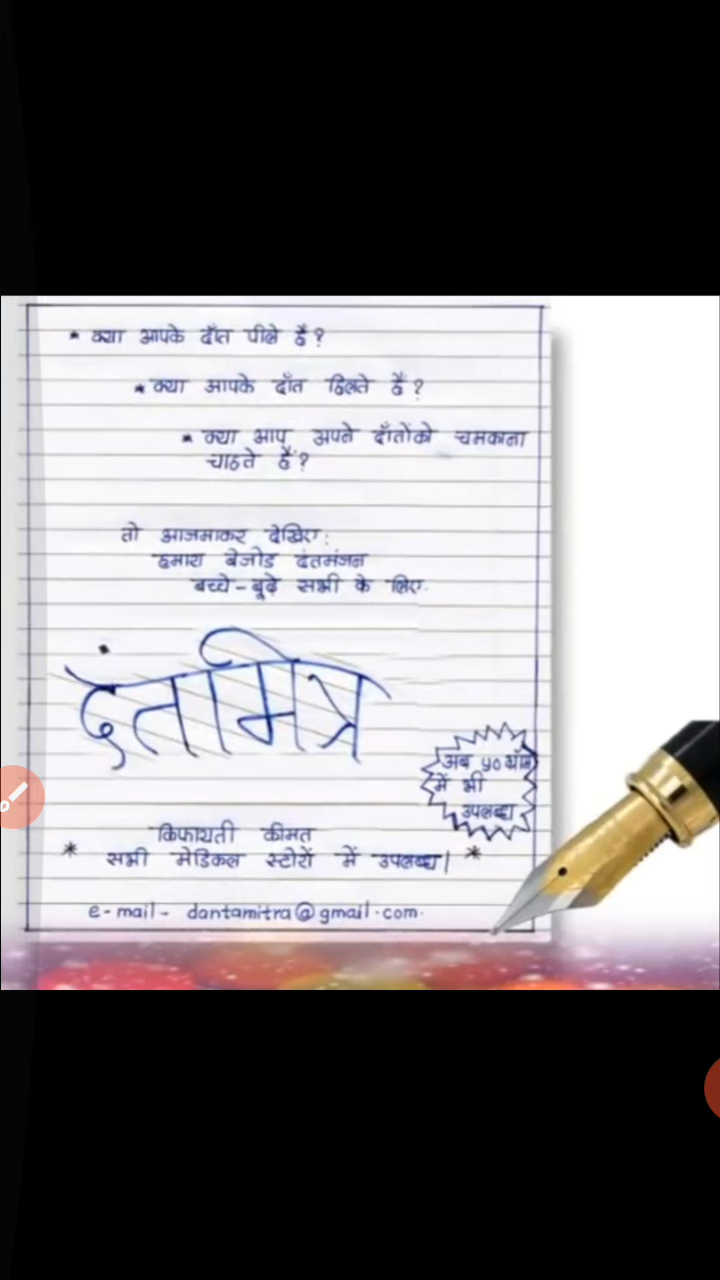 * क्या आपके दाँत पीले हैं?
* क्या आपके दाँत हिलते हैं?
* क्या आप अपने दाँतोंको चमकाना
चाहते हैं?
तो आजमाकर देखिए:
हमारा बेजोड दंतमंजन
बच्चे-बूढ़े सभी के लिए.
दंतमित्र
अब ५० ग्रॅम
में भी
उपलब्ध
किफायती कीमत
* सभी मेडिकल स्टोरों में उपलब्ध। *
e-mail- dantamitra@gmail.com.